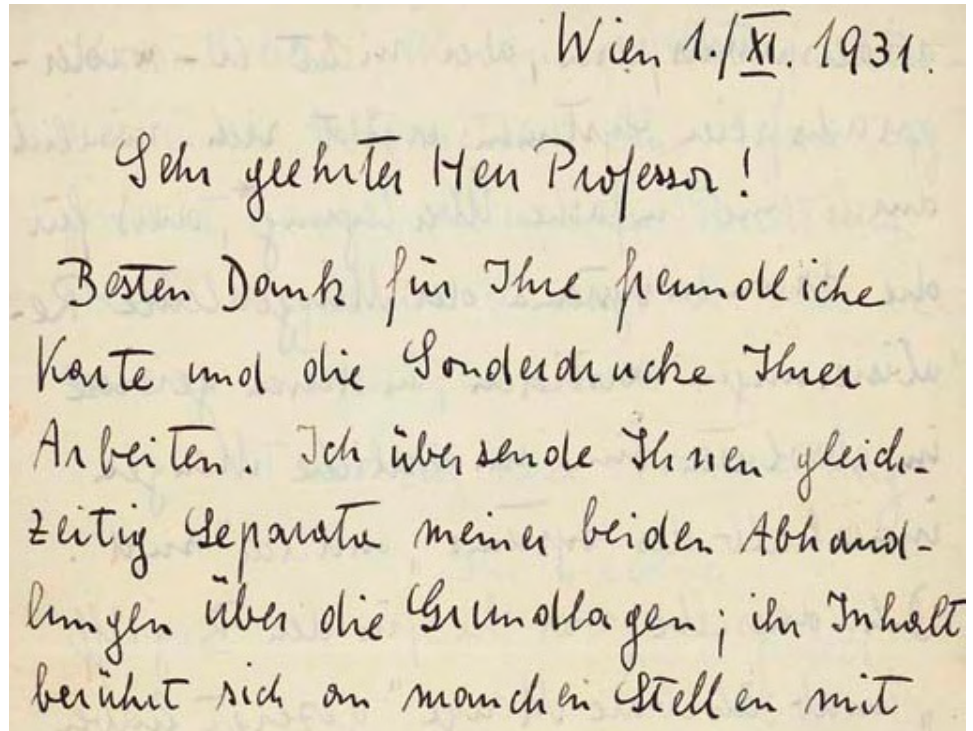 Wien 1./XI. 1931.
Sehr geehrter Herr Professor!
Besten Dank für Ihre freundliche
Karte und die Sonderdrucke Ihrer
Arbeiten. Ich übersende Ihnen gleich-
zeitig Separata meiner beiden Abhand-
lungen über die Grundlagen; ihr Inhalt
berührt sich an manchen Stellen mit